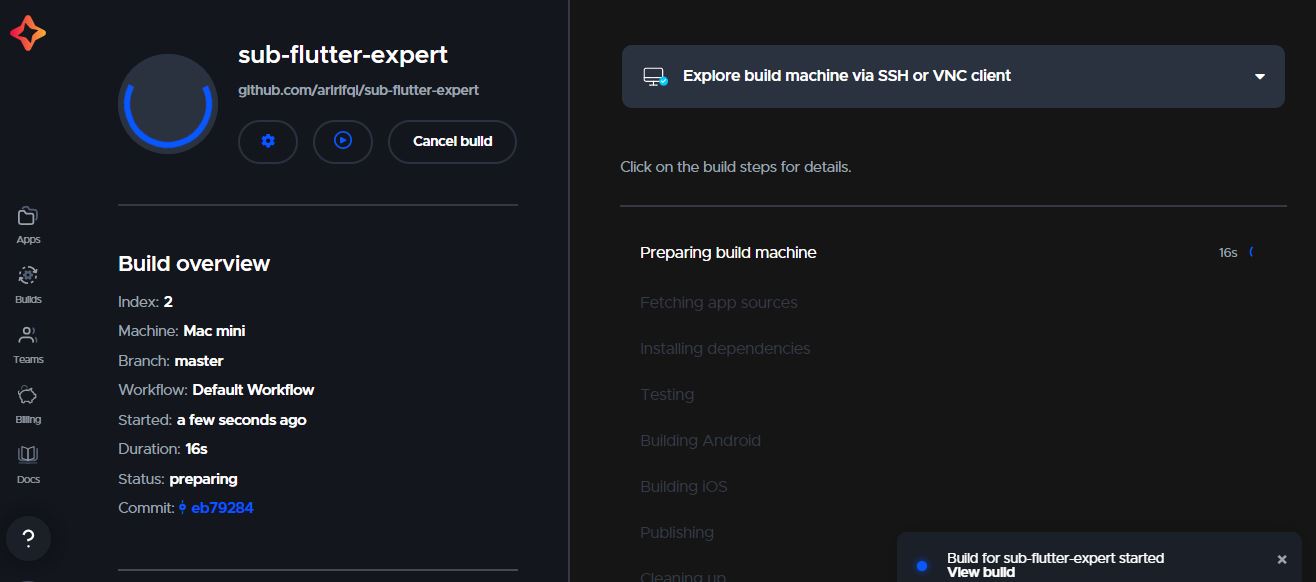 sub-flutter-expert
github.com/aririfqi/sub-flutter-expert
Cancel build
Apps
Builds
Teams
Billing
Docs
?
Build overview
Index: 2
Machine: Mac mini
Branch: master
Workflow: Default Workflow
Started: a few seconds ago
Duration: 16s
Status: preparing
Commit: eb79284
Explore build machine via SSH or VNC client
Click on the build steps for details.
Preparing build machine 16s
Fetching app sources
Installing dependencies
Testing
Building Android
Building iOS
Publishing
Cleaning up
Build for sub-flutter-expert started
View build